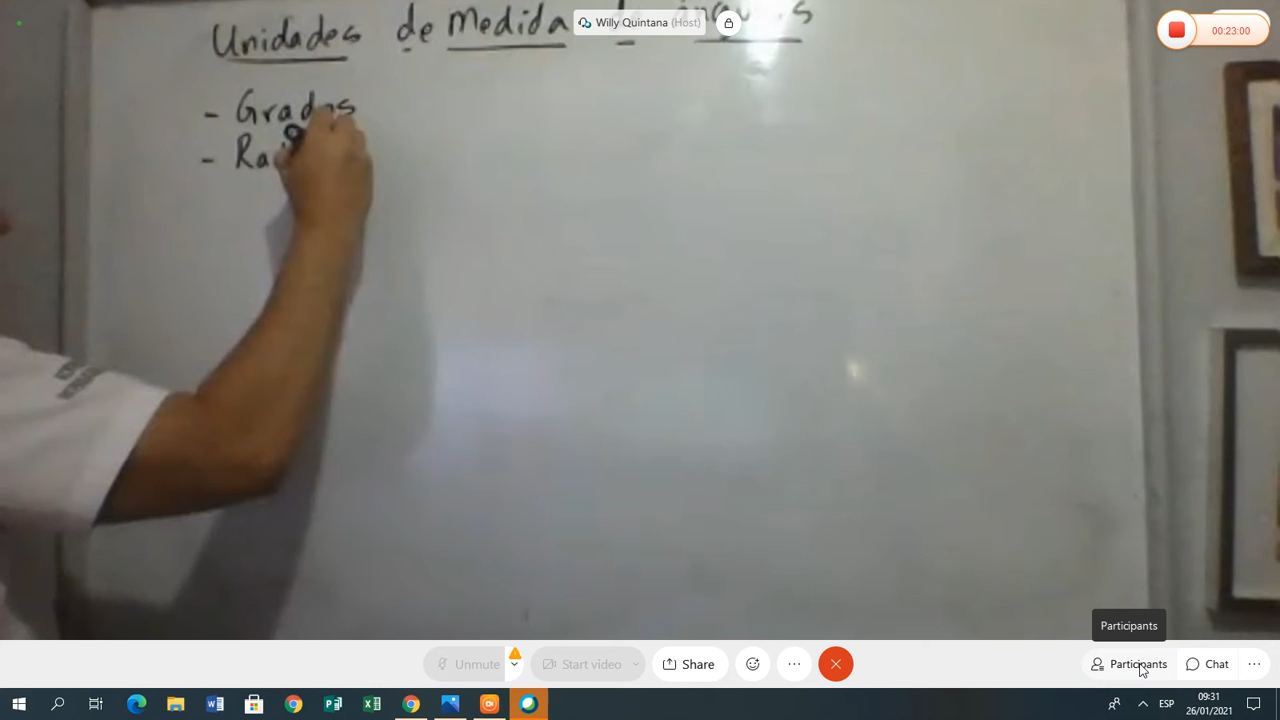 Willy Quintana (Host)
00:23:00
Unidades de Medida
- Grados
- Ra
Participants
Unmute
Start video
Share
Participants
Chat
ESP
09:31
26/01/2021